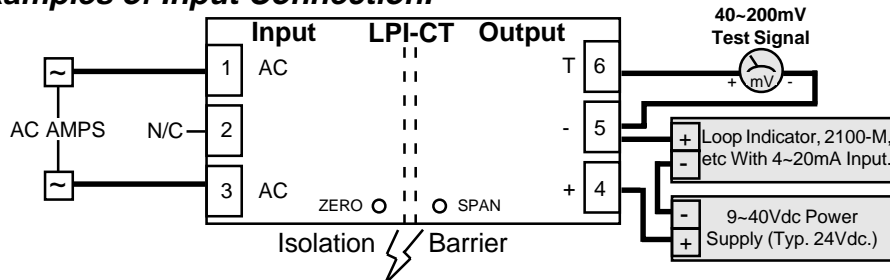 Examples of Input Connection:
40~200mV
Test Signal
Input LPI-CT Output
~
1 AC
T 6
+ mV -
AC AMPS
N/C 2
- 5
+ Loop Indicator, 2100-M,
- etc With 4~20mA Input.
~
3 AC
+ 4
ZERO SPAN
- 9~40Vdc Power
+ Supply (Typ. 24Vdc.)
Isolation Barrier